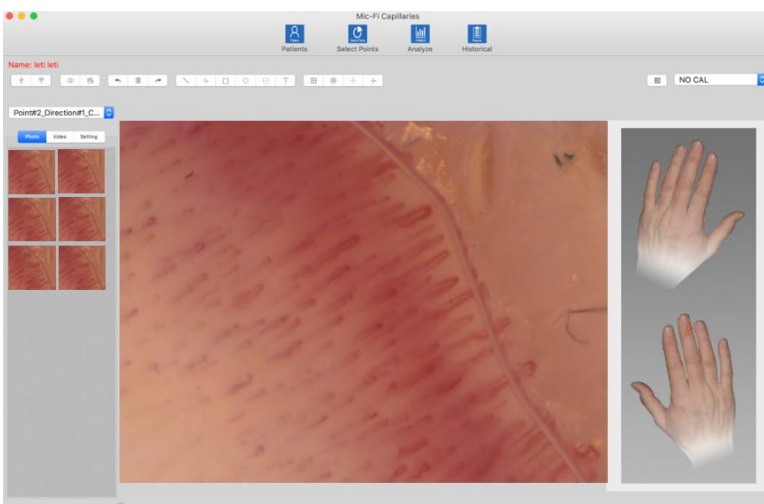 Mic-Fi Capillaries
Patients
Select Points
Analyze
Historical
Name: leti leti
T
NO CAL
Point#2_Direction#1_C...
Photo
Video
Setting